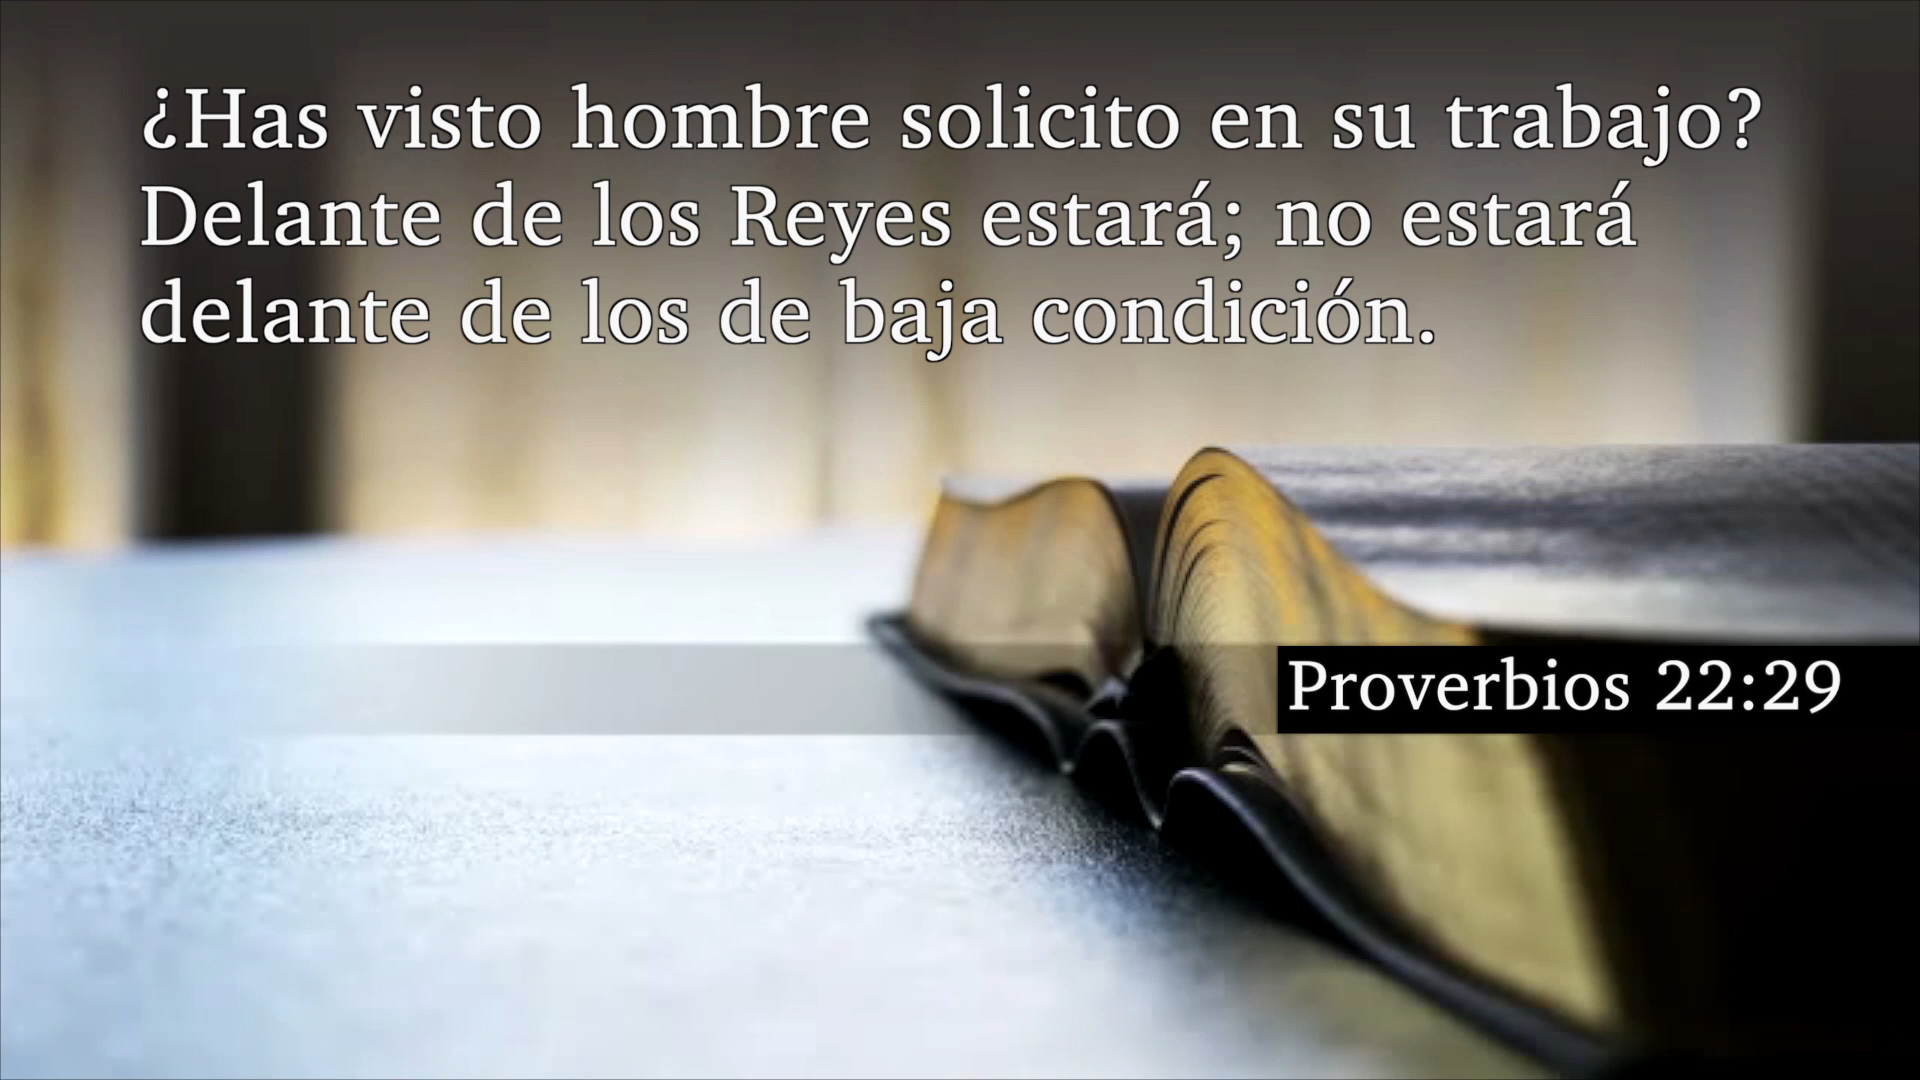 ¿Has visto hombre solicito en su trabajo?
Delante de los Reyes estará; no estará
delante de los de baja condición.
Proverbios 22:29